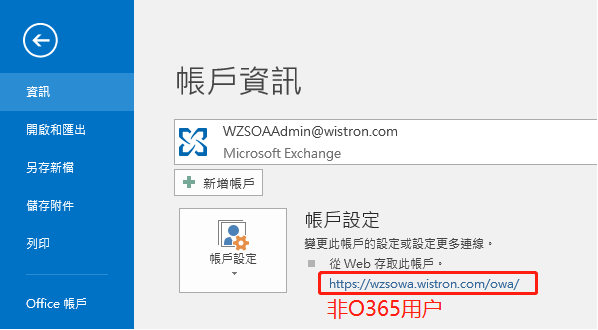 帳戶資訊
資訊
開啟和匯出
另存新檔
儲存附件
列印
Office 帳戶
WZSOAAdmin@wistron.com
Microsoft Exchange
新增帳戶
帳戶設定
帳戶設定
變更此帳戶的設定或設定更多連線。
從 Web 存取此帳戶。
https://wzsowa.wistron.com/owa/
非O365用户